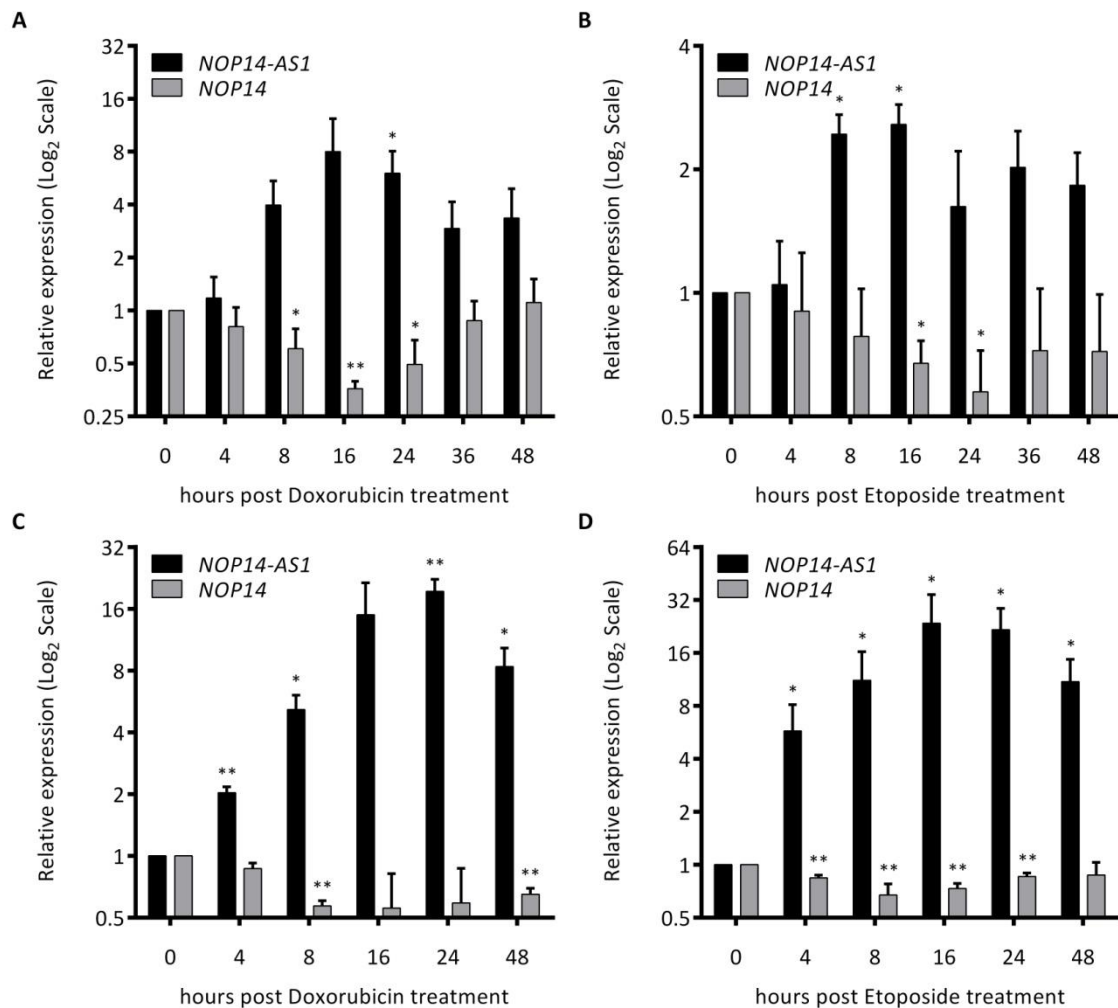 A
32
16
8
4
2
1
0.5
0.25
Relative expression (Log2 Scale)
NOP14-AS1
NOP14
*
*
**
*
0 4 8 16 24 36 48
hours post Doxorubicin treatment
B
4
2
1
0.5
Relative expression (Log2 Scale)
NOP14-AS1
NOP14
* *
* *
0 4 8 16 24 36 48
hours post Etoposide treatment
C
32
16
8
4
2
1
0.5
Relative expression (Log2 Scale)
NOP14-AS1
NOP14
**
*
**
**
*
**
0 4 8 16 24 48
hours post Doxorubicin treatment
D
64
32
16
8
4
2
1
0.5
Relative expression (Log2 Scale)
NOP14-AS1
NOP14
* * * * *
** ** ** **
0 4 8 16 24 48
hours post Etoposide treatment